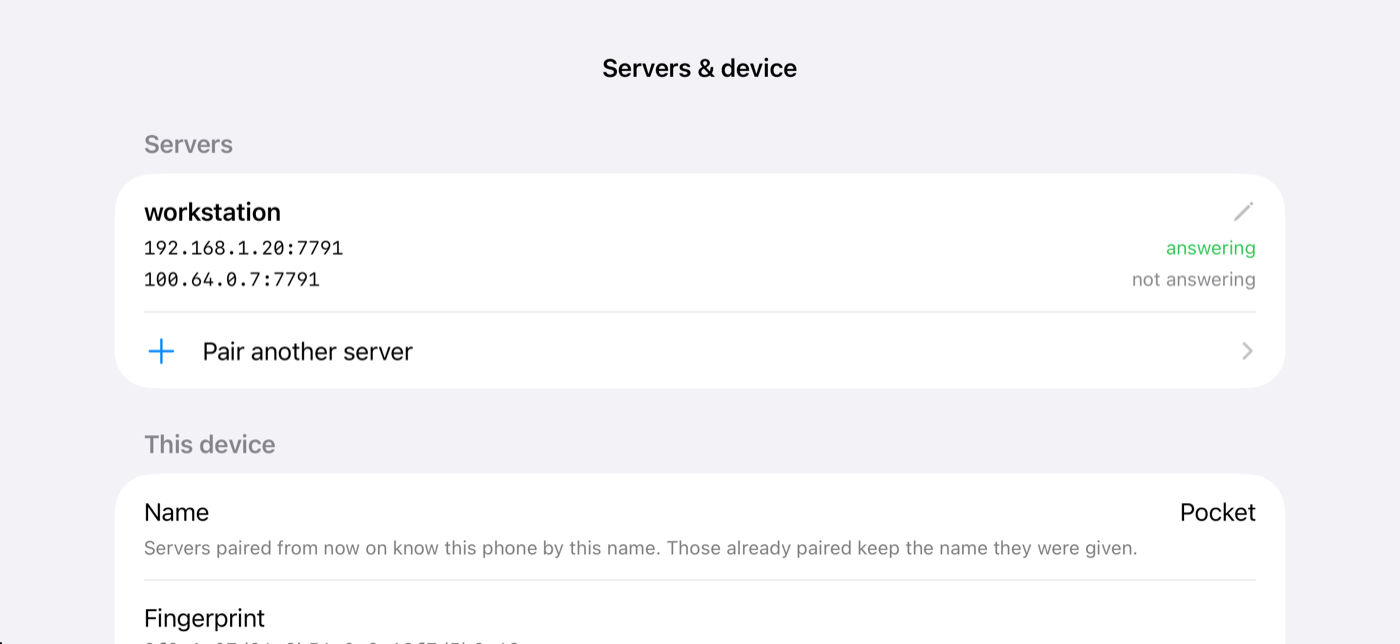 Servers & device
Servers
workstation
192.168.1.20:7791 answering
100.64.0.7:7791 not answering
Pair another server
This device
Name Pocket
Servers paired from now on know this phone by this name. Those already paired keep the name they were given.
Fingerprint